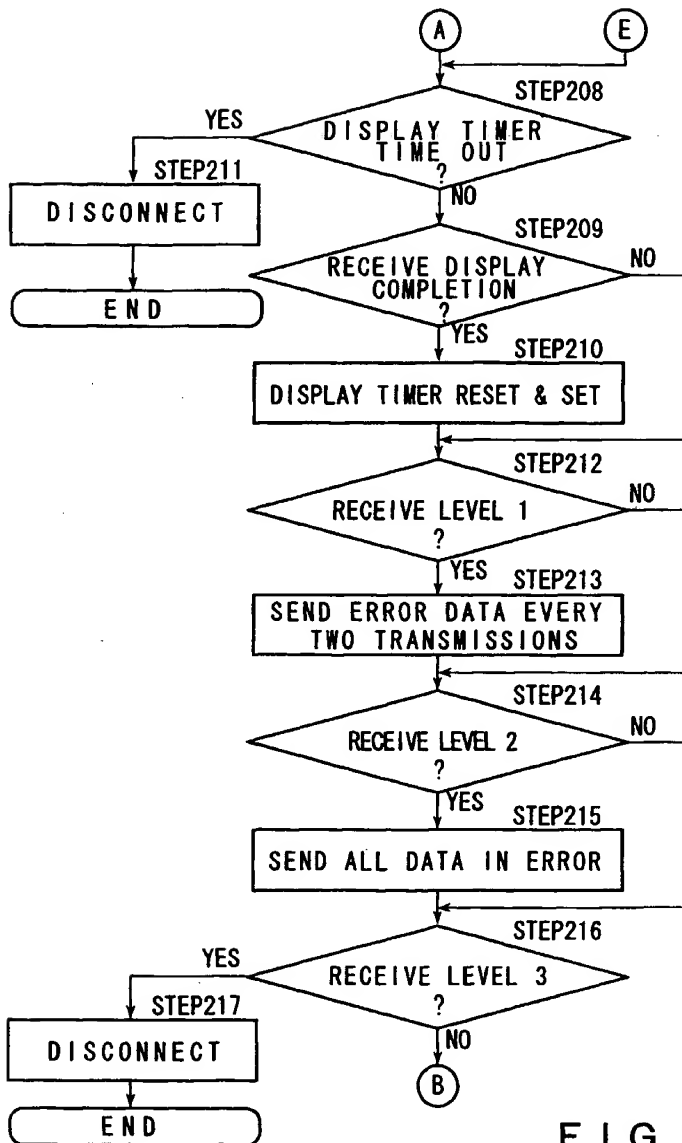 A
E
STEP208
YES
DISPLAY TIMER
TIME OUT
?
NO
STEP211
DISCONNECT
END
STEP209
RECEIVE DISPLAY
COMPLETION
?
NO
YES
STEP210
DISPLAY TIMER RESET & SET
STEP212
RECEIVE LEVEL 1
?
NO
YES
STEP213
SEND ERROR DATA EVERY
TWO TRANSMISSIONS
STEP214
RECEIVE LEVEL 2
?
NO
YES
STEP215
SEND ALL DATA IN ERROR
STEP216
YES
RECEIVE LEVEL 3
?
NO
STEP217
DISCONNECT
END
B
FIG